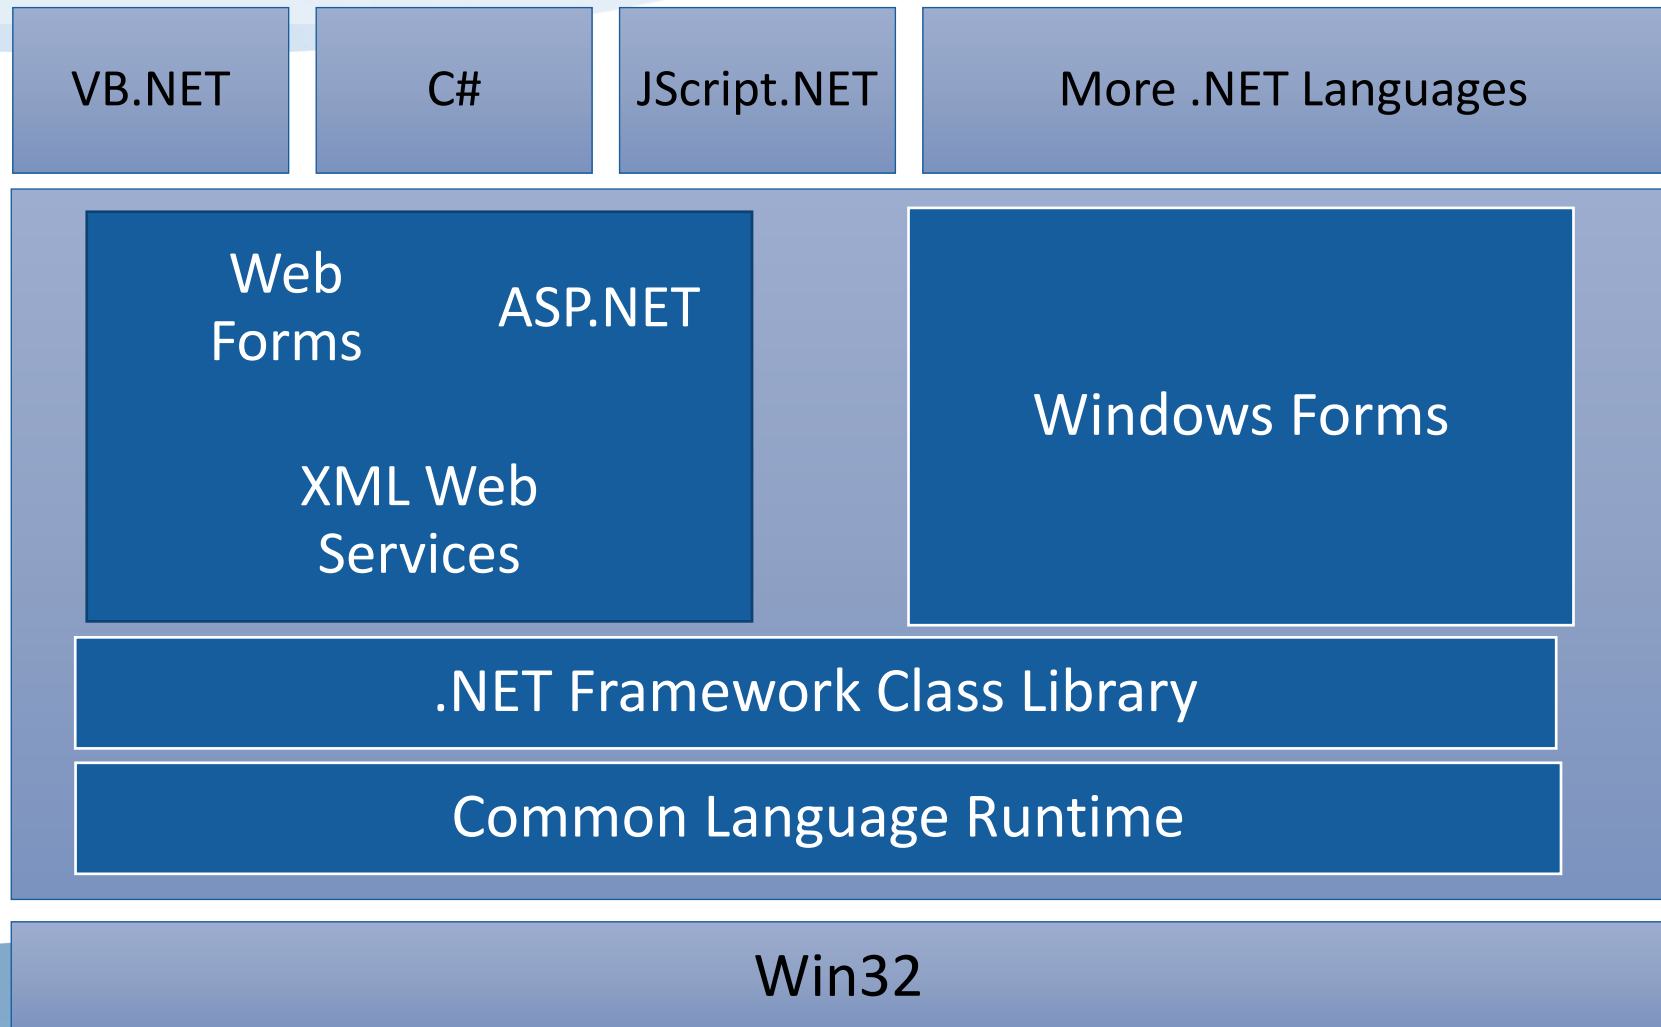 VB.NET
C#
JScript.NET
More .NET Languages
Web
Forms
ASP.NET
XML Web
Services
Windows Forms
.NET Framework Class Library
Common Language Runtime
Win32